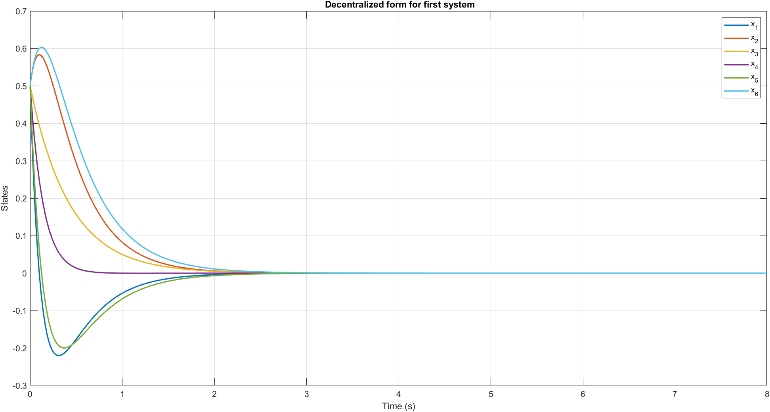 Decentralized form for first system
0.7
0.6
0.5
0.4
0.3
0.2
0.1
0
-0.1
-0.2
-0.3
States
0 1 2 3 4 5 6 7 8
Time (s)
x1
x2
x3
x4
x5
x6